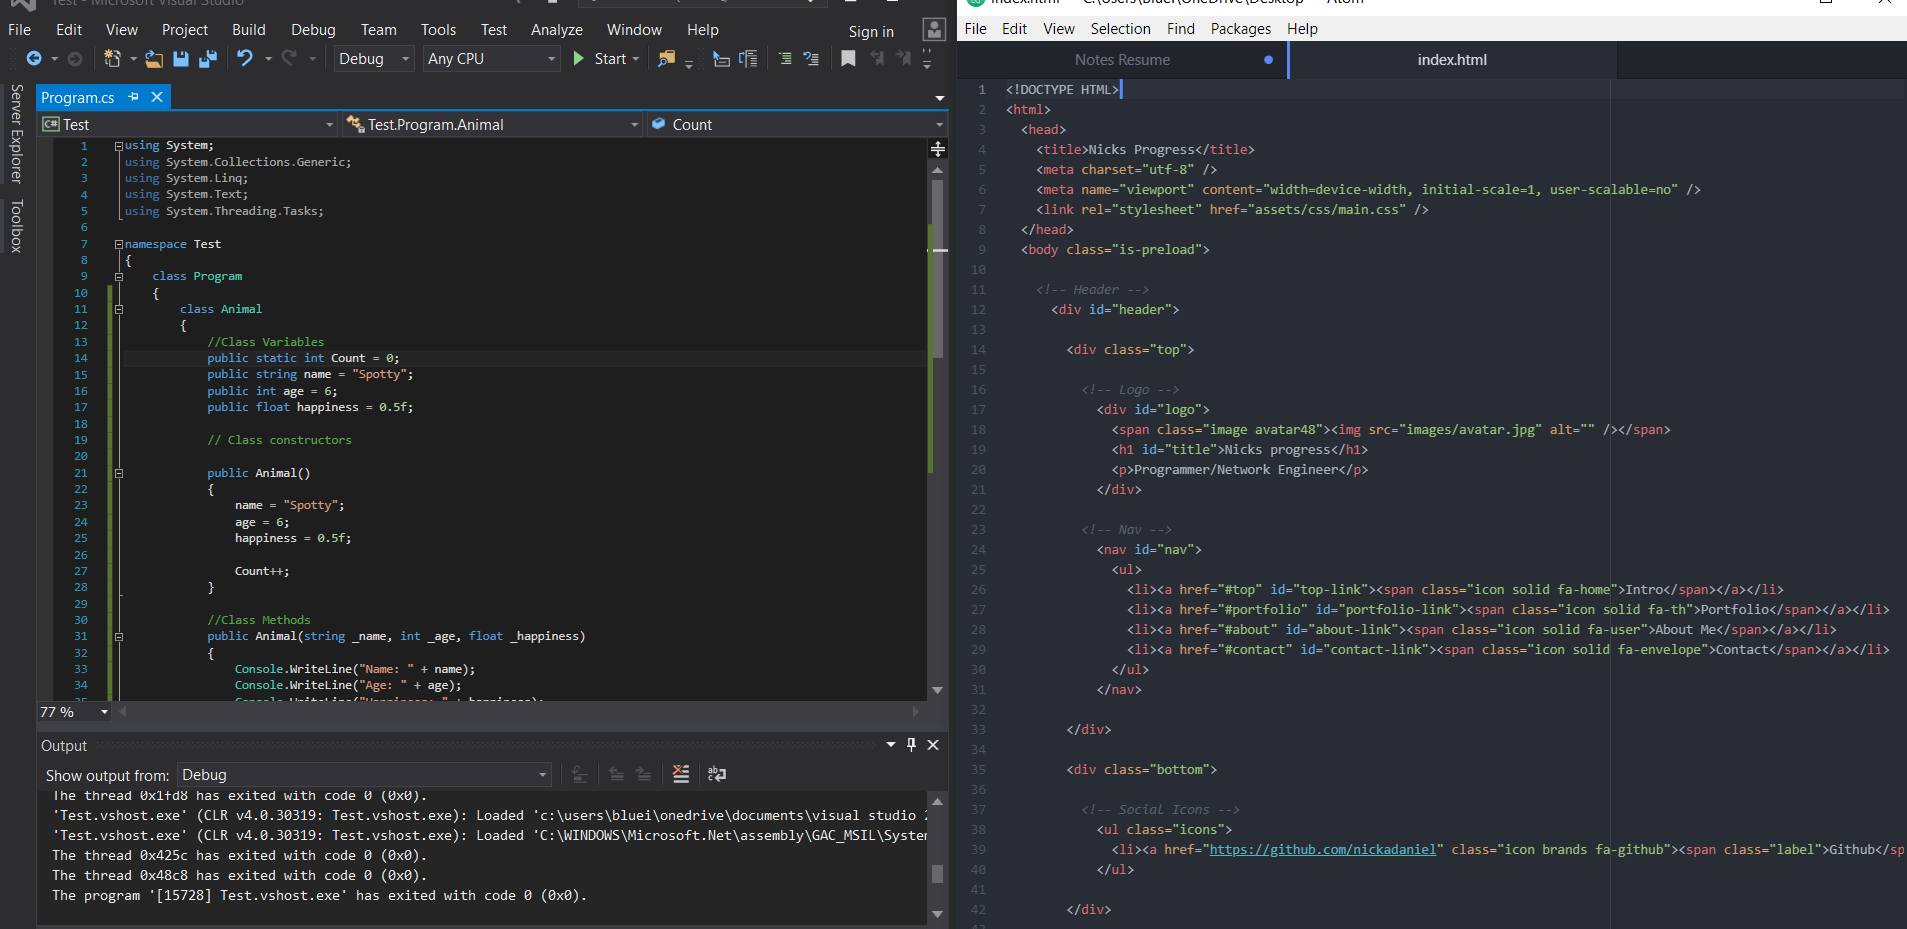 Test - Microsoft Visual Studio
File Edit View Project Build Debug Team Tools Test Analyze Window Help Sign in
Debug Any CPU Start
Server Explorer
Toolbox
Program.cs
Test Test.Program.Animal Count
1 using System;
2 using System.Collections.Generic;
3 using System.Linq;
4 using System.Text;
5 using System.Threading.Tasks;
6
7 namespace Test
8 {
9 class Program
10 {
11 class Animal
12 {
13 //Class Variables
14 public static int Count = 0;
15 public string name = "Spotty";
16 public int age = 6;
17 public float happiness = 0.5f;
18
19 // Class constructors
20
21 public Animal()
22 {
23 name = "Spotty";
24 age = 6;
25 happiness = 0.5f;
26
27 Count++;
28 }
29
30 //Class Methods
31 public Animal(string _name, int _age, float _happiness)
32 {
33 Console.WriteLine("Name: " + name);
34 Console.WriteLine("Age: " + age);
35 Console.WriteLine("Happiness: " + happiness);
77 %
Output
Show output from: Debug
The thread 0x1fd8 has exited with code 0 (0x0).
'Test.vshost.exe' (CLR v4.0.30319: Test.vshost.exe): Loaded 'c:\users\bluei\onedrive\documents\visual studio 2
'Test.vshost.exe' (CLR v4.0.30319: Test.vshost.exe): Loaded 'C:\WINDOWS\Microsoft.Net\assembly\GAC_MSIL\System
The thread 0x425c has exited with code 0 (0x0).
The thread 0x48c8 has exited with code 0 (0x0).
The program '[15728] Test.vshost.exe' has exited with code 0 (0x0).
index.html — C:\Users\Bluei\OneDrive\Desktop — Atom
File Edit View Selection Find Packages Help
Notes Resume index.html
1 <!DOCTYPE HTML>
2 <html>
3 <head>
4 <title>Nicks Progress</title>
5 <meta charset="utf-8" />
6 <meta name="viewport" content="width=device-width, initial-scale=1, user-scalable=no" />
7 <link rel="stylesheet" href="assets/css/main.css" />
8 </head>
9 <body class="is-preload">
10
11 <!-- Header -->
12 <div id="header">
13
14 <div class="top">
15
16 <!-- Logo -->
17 <div id="logo">
18 <span class="image avatar48"><img src="images/avatar.jpg" alt="" /></span>
19 <h1 id="title">Nicks progress</h1>
20 <p>Programmer/Network Engineer</p>
21 </div>
22
23 <!-- Nav -->
24 <nav id="nav">
25 <ul>
26 <li><a href="#top" id="top-link"><span class="icon solid fa-home">Intro</span></a></li>
27 <li><a href="#portfolio" id="portfolio-link"><span class="icon solid fa-th">Portfolio</span></a></li>
28 <li><a href="#about" id="about-link"><span class="icon solid fa-user">About Me</span></a></li>
29 <li><a href="#contact" id="contact-link"><span class="icon solid fa-envelope">Contact</span></a></li>
30 </ul>
31 </nav>
32
33 </div>
34
35 <div class="bottom">
36
37 <!-- Social Icons -->
38 <ul class="icons">
39 <li><a href="https://github.com/nickadaniel" class="icon brands fa-github"><span class="label">Github</sp
40 </ul>
41
42 </div>